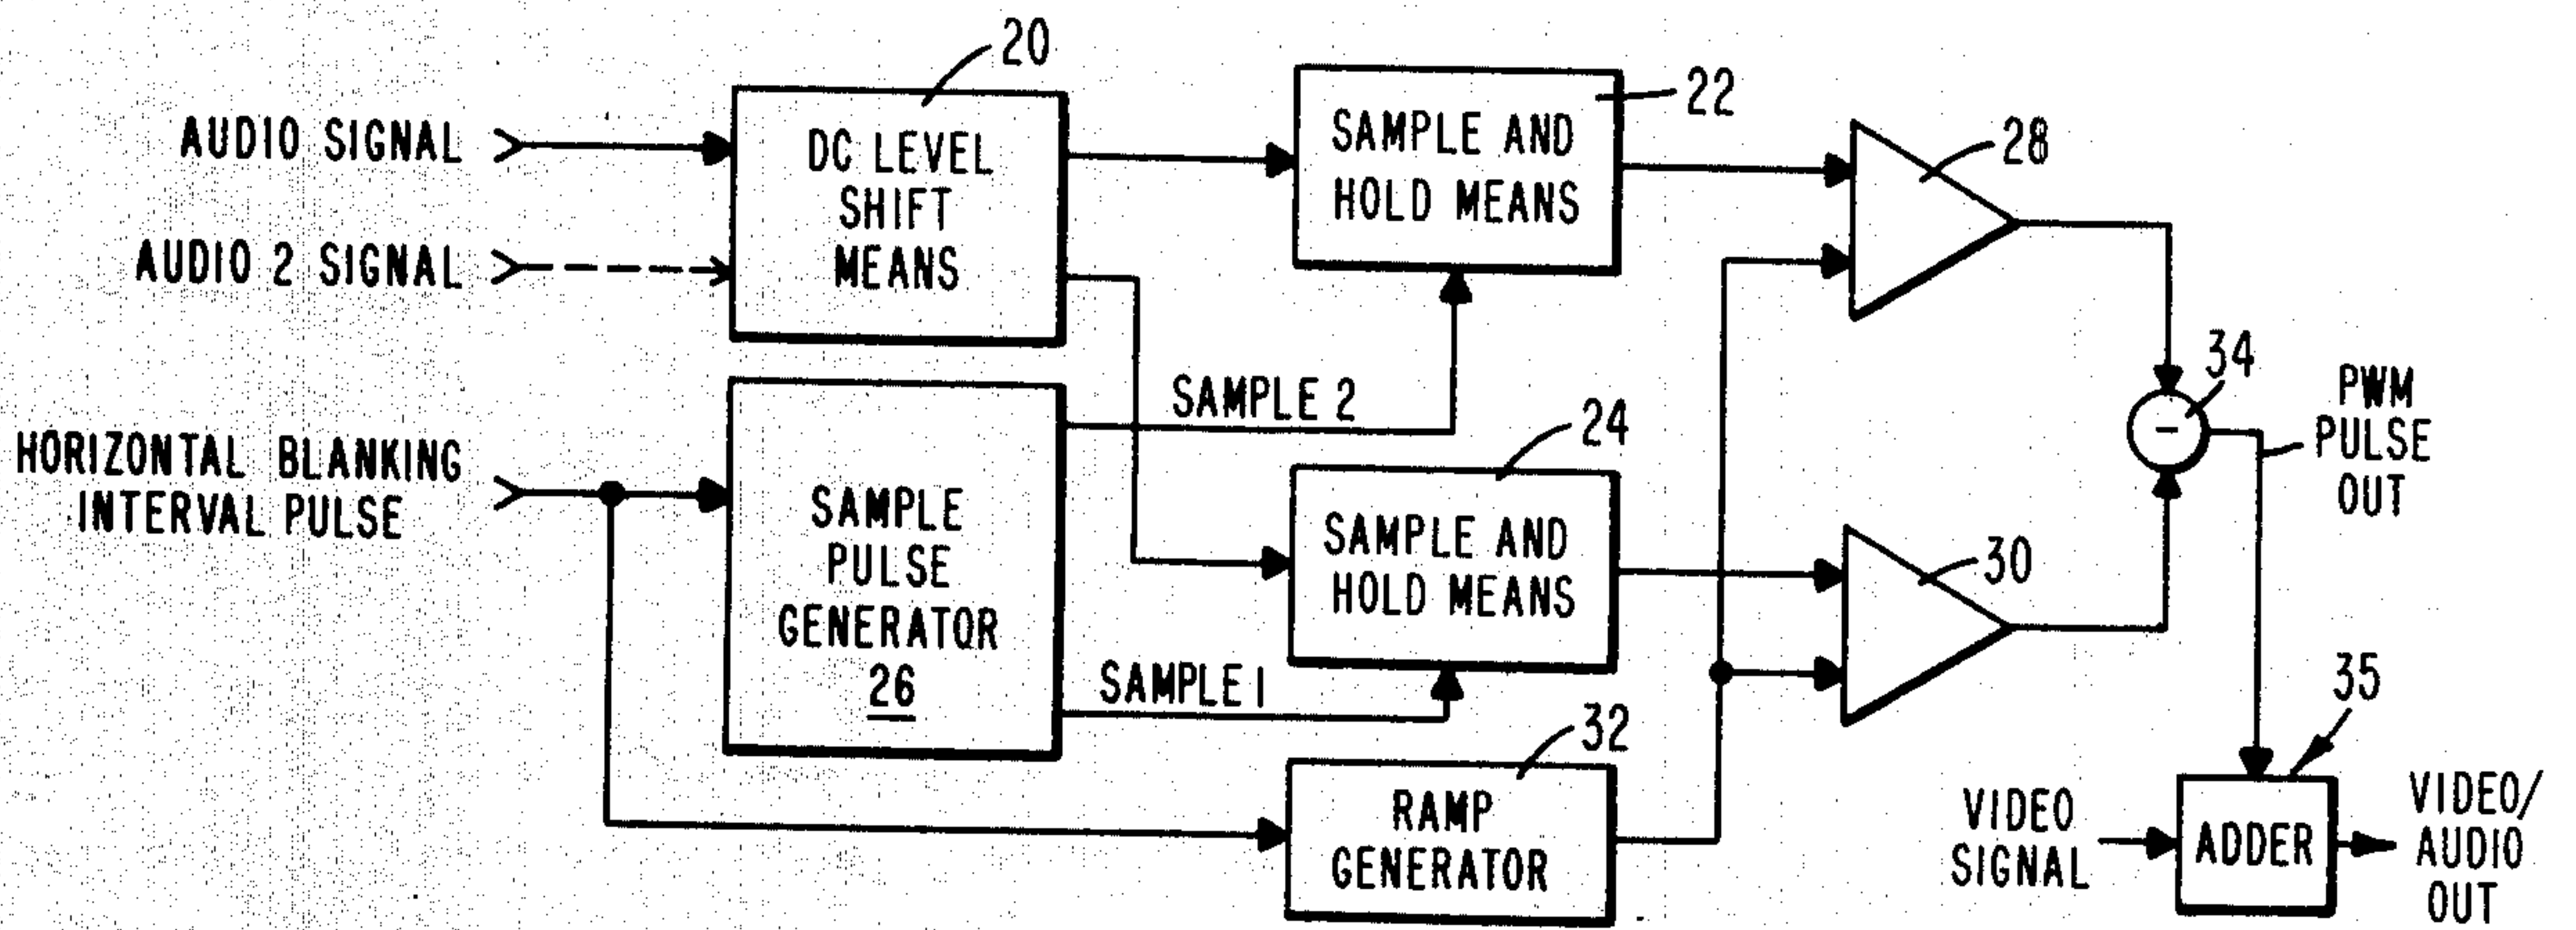 20
AUDIO SIGNAL
DC LEVEL
SHIFT
MEANS
AUDIO 2 SIGNAL
SAMPLE AND
HOLD MEANS
22
28
SAMPLE 2
HORIZONTAL BLANKING
INTERVAL PULSE
SAMPLE
PULSE
GENERATOR
26
24
SAMPLE AND
HOLD MEANS
30
34
PWM
PULSE
OUT
SAMPLE 1
32
RAMP
GENERATOR
35
VIDEO
SIGNAL
-
ADDER
VIDEO/
AUDIO
OUT